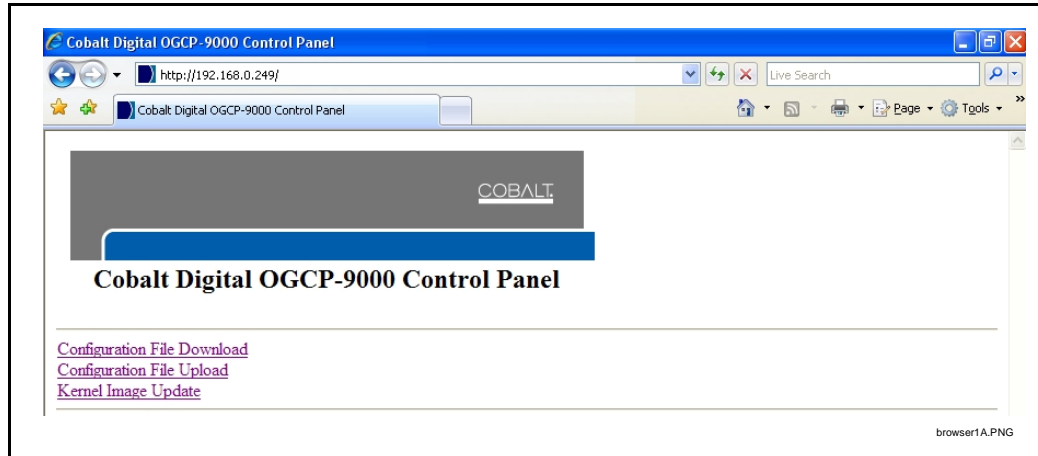 Cobalt Digital OGCP-9000 Control Panel
http://192.168.0.249/
Live Search
Cobalt Digital OGCP-9000 Control Panel
Page
Tools
»
COBALT.
Cobalt Digital OGCP-9000 Control Panel
Configuration File Download
Configuration File Upload
Kernel Image Update
browser1A.PNG